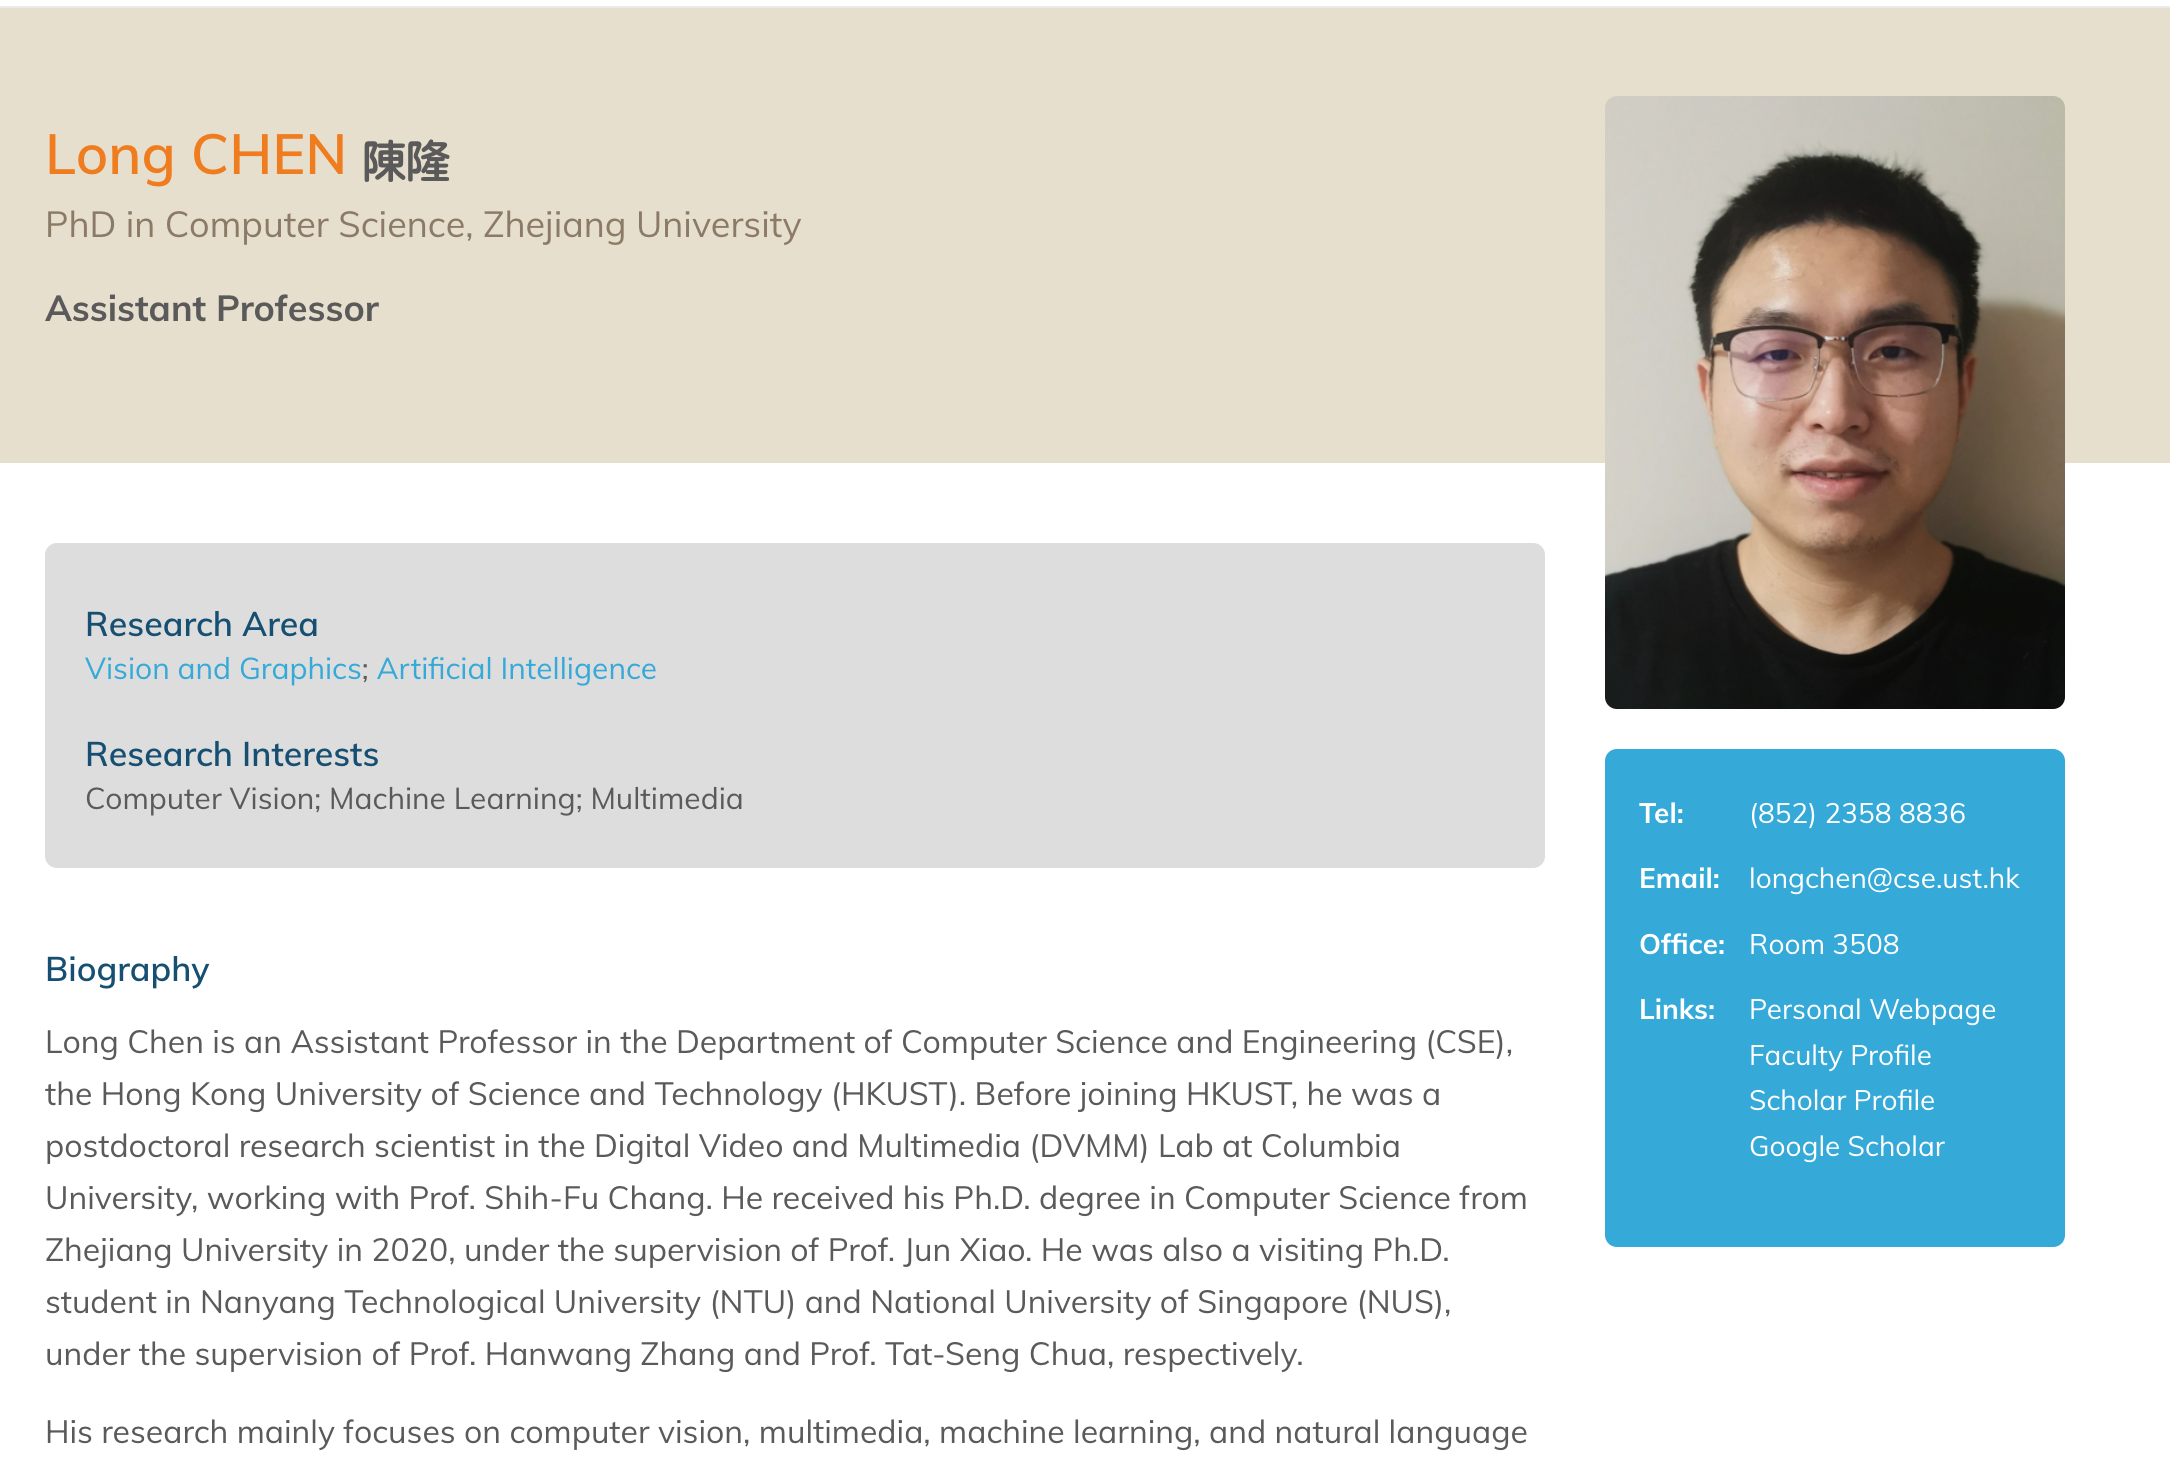 Long CHEN 陳隆
PhD in Computer Science, Zhejiang University
Assistant Professor
Research Area
Vision and Graphics; Artificial Intelligence
Research Interests
Computer Vision; Machine Learning; Multimedia
Biography
Long Chen is an Assistant Professor in the Department of Computer Science and Engineering (CSE),
the Hong Kong University of Science and Technology (HKUST). Before joining HKUST, he was a
postdoctoral research scientist in the Digital Video and Multimedia (DVMM) Lab at Columbia
University, working with Prof. Shih-Fu Chang. He received his Ph.D. degree in Computer Science from
Zhejiang University in 2020, under the supervision of Prof. Jun Xiao. He was also a visiting Ph.D.
student in Nanyang Technological University (NTU) and National University of Singapore (NUS),
under the supervision of Prof. Hanwang Zhang and Prof. Tat-Seng Chua, respectively.
His research mainly focuses on computer vision, multimedia, machine learning, and natural language
Tel: (852) 2358 8836
Email: longchen@cse.ust.hk
Office: Room 3508
Links: Personal Webpage
Faculty Profile
Scholar Profile
Google Scholar